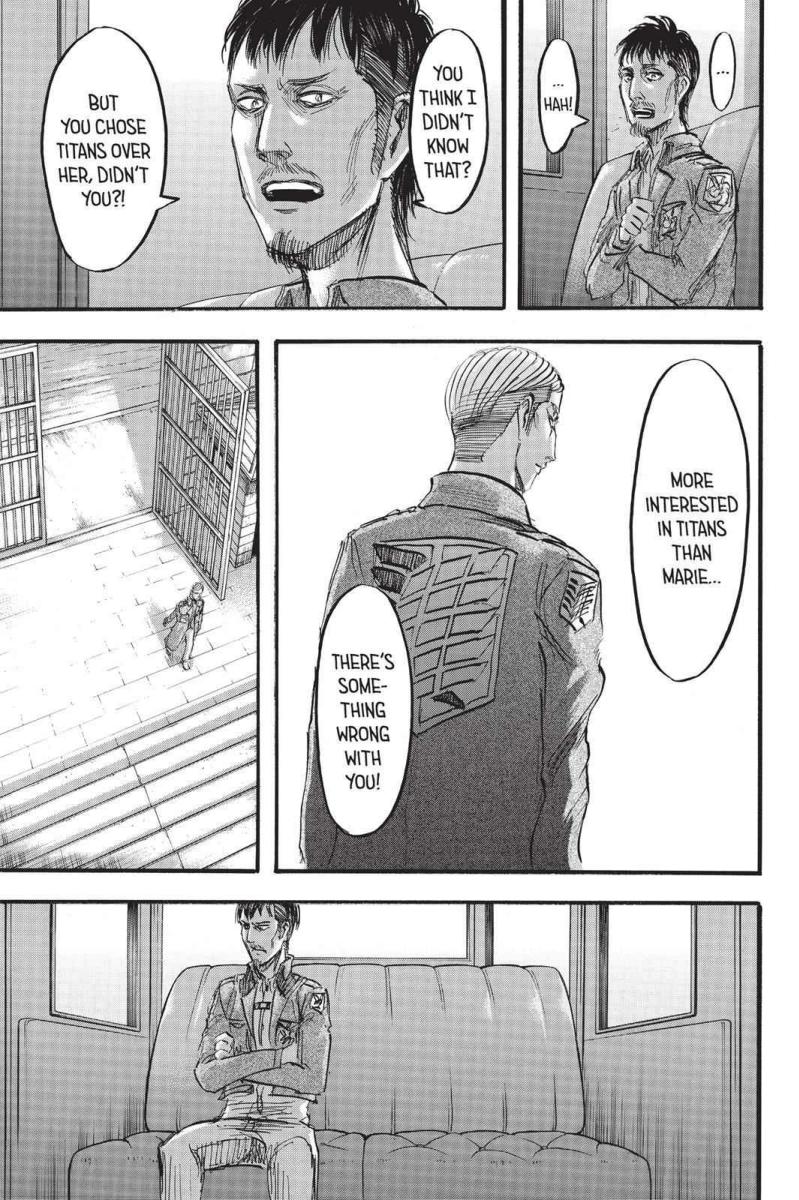 ...
...
HAH!
YOU
THINK I
DIDN'T
KNOW
THAT?
BUT
YOU CHOSE
TITANS OVER
HER, DIDN'T
YOU?!
MORE
INTERESTED
IN TITANS
THAN
MARIE...
THERE'S
SOME-
THING
WRONG
WITH
YOU!